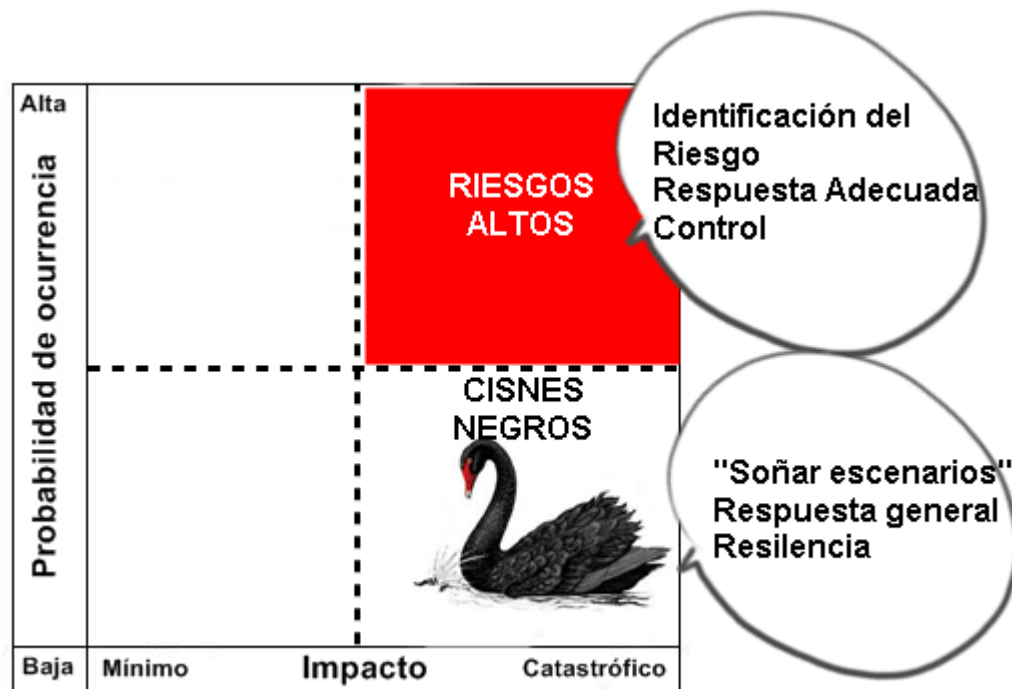 Alta
Probabilidad de ocurrencia
RIESGOS
ALTOS
Identificación del
Riesgo
Respuesta Adecuada
Control
CISNES
NEGROS
"Soñar escenarios"
Respuesta general
Resilencia
Baja
Mínimo
Impacto
Catastrófico